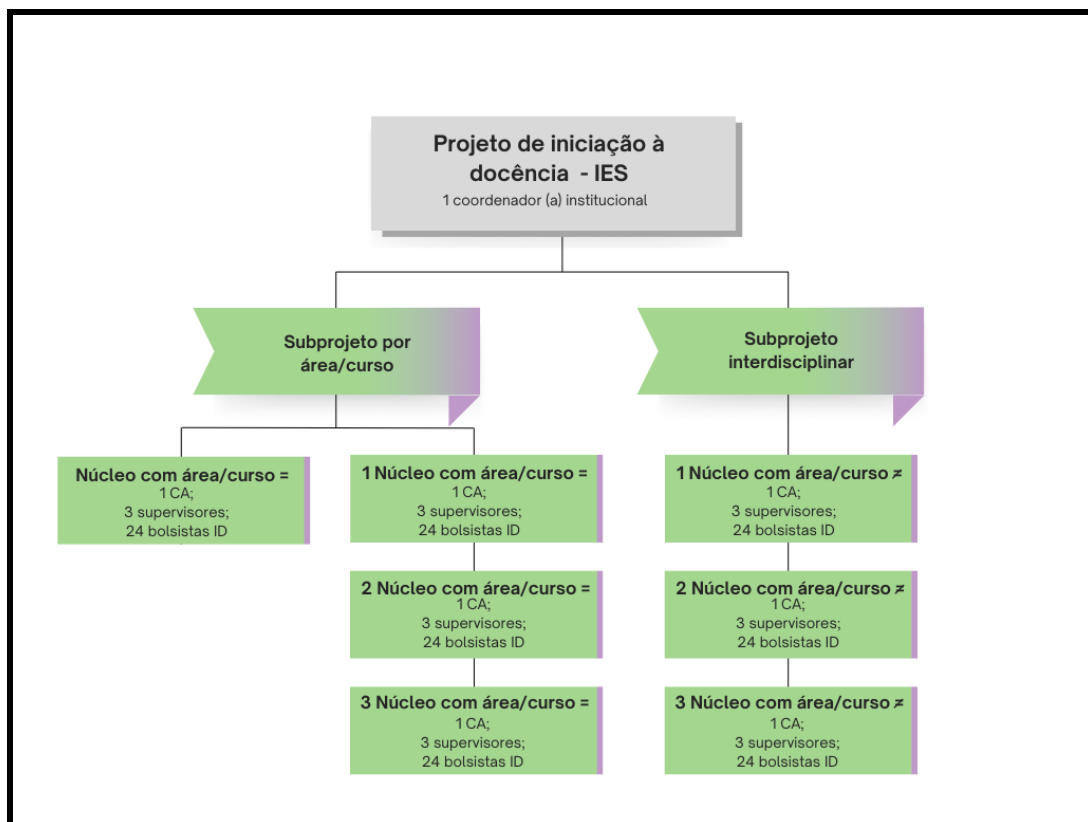 Projeto de iniciação à
docência - IES
1 coordenador (a) institucional
Subprojeto por
área/curso
Subprojeto
interdisciplinar
Núcleo com área/curso =
1 CA;
3 supervisores;
24 bolsistas ID
1 Núcleo com área/curso =
1 CA;
3 supervisores;
24 bolsistas ID
1 Núcleo com área/curso ≠
1 CA;
3 supervisores;
24 bolsistas ID
2 Núcleo com área/curso =
1 CA;
3 supervisores;
24 bolsistas ID
2 Núcleo com área/curso ≠
1 CA;
3 supervisores;
24 bolsistas ID
3 Núcleo com área/curso =
1 CA;
3 supervisores;
24 bolsistas ID
3 Núcleo com área/curso ≠
1 CA;
3 supervisores;
24 bolsistas ID